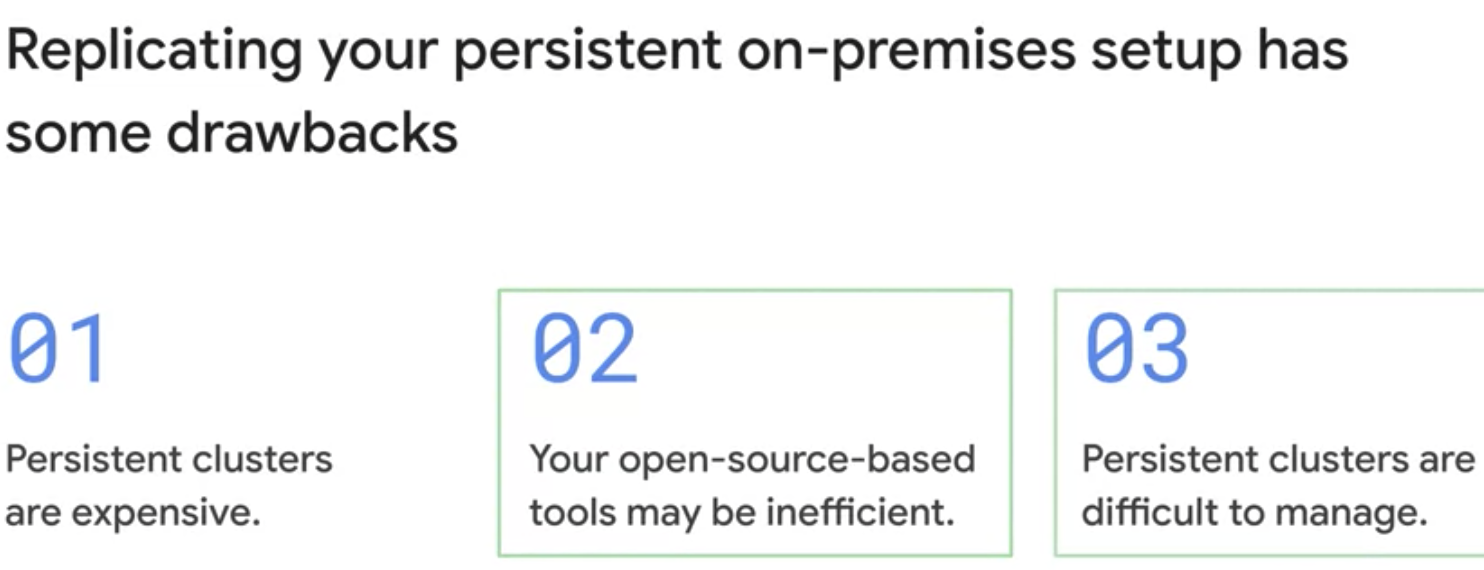 Replicating your persistent on-premises setup has
some drawbacks
01
Persistent clusters
are expensive.
02
Your open-source-based
tools may be inefficient.
03
Persistent clusters are
difficult to manage.